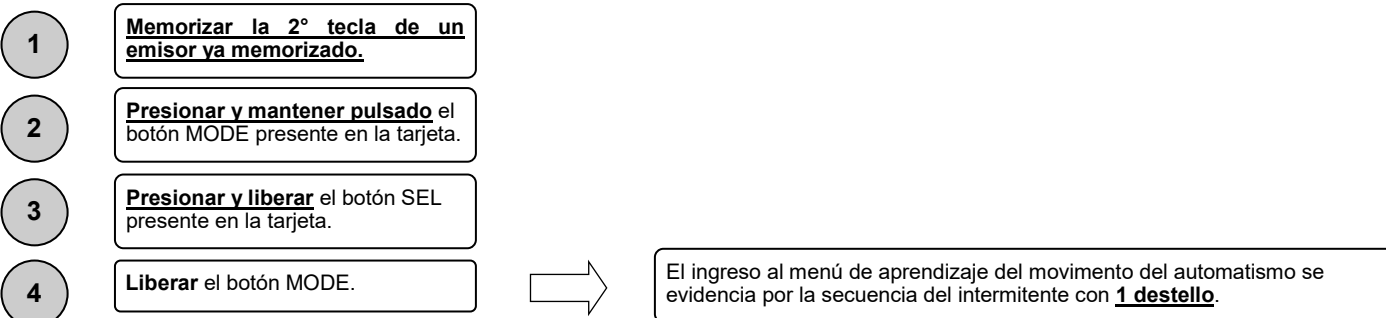 1
Memorizar la 2° tecla de un
emisor ya memorizado.
2
Presionar y mantener pulsado el
botón MODE presente en la tarjeta.
3
Presionar y liberar el botón SEL
presente en la tarjeta.
4
Liberar el botón MODE.
El ingreso al menú de aprendizaje del movimento del automatismo se
evidencia por la secuencia del intermitente con 1 destello.